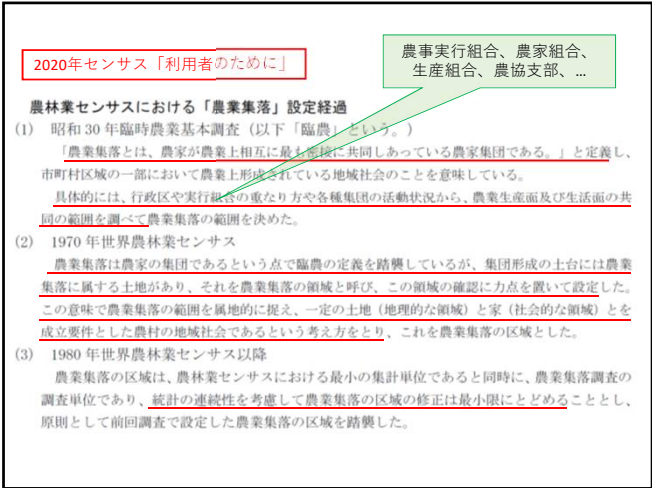 2020年センサス「利用者のために」
農事実行組合、農家組合、
生産組合、農協支部、…
農林業センサスにおける「農業集落」設定経過
(1) 昭和30年臨時農業基本調査(以下「臨農」という。)
「農業集落とは、農家が農業上相互に最も密接に共同しあっている農家集団である。」と定義し、
市町村区域の一部において農業上形成されている地域社会のことを意味している。
具体的には、行政区や実行組合の重なり方や各種集団の活動状況から、農業生産面及び生活面の共
同の範囲を調べて農業集落の範囲を決めた。
(2) 1970年世界農林業センサス
農業集落は農家の集団であるという点で臨農の定義を踏襲しているが、集団形成の土台には農業
集落に属する土地があり、それを農業集落の領域と呼び、この領域の確認に力点を置いて設定した。
この意味で農業集落の範囲を属地的に捉え、一定の土地(地理的な領域)と家(社会的な領域)とを
成立要件とした農村の地域社会であるという考え方をとり、これを農業集落の区域とした。
(3) 1980年世界農林業センサス以降
農業集落の区域は、農林業センサスにおける最小の集計単位であると同時に、農業集落調査の
調査単位であり、統計の連続性を考慮して農業集落の区域の修正は最小限にとどめることとし、
原則として前回調査で設定した農業集落の区域を踏襲した。